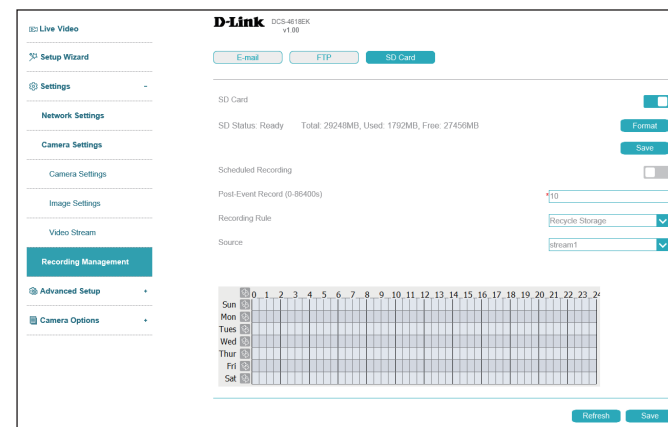 D-Link DCS-4618EK
v1.00
Live Video
Setup Wizard
Settings -
Network Settings
Camera Settings
Camera Settings
Image Settings
Video Stream
Recording Management
Advanced Setup +
Camera Options +
E-mail FTP SD Card
SD Card
SD Status: Ready Total: 29248MB, Used: 1792MB, Free: 27456MB Format
Save
Scheduled Recording
Post-Event Record (0-86400s) *10
Recording Rule Recycle Storage
Source stream1
0 1 2 3 4 5 6 7 8 9 10 11 12 13 14 15 16 17 18 19 20 21 22 23 24
Sun
Mon
Tues
Wed
Thur
Fri
Sat
Refresh Save